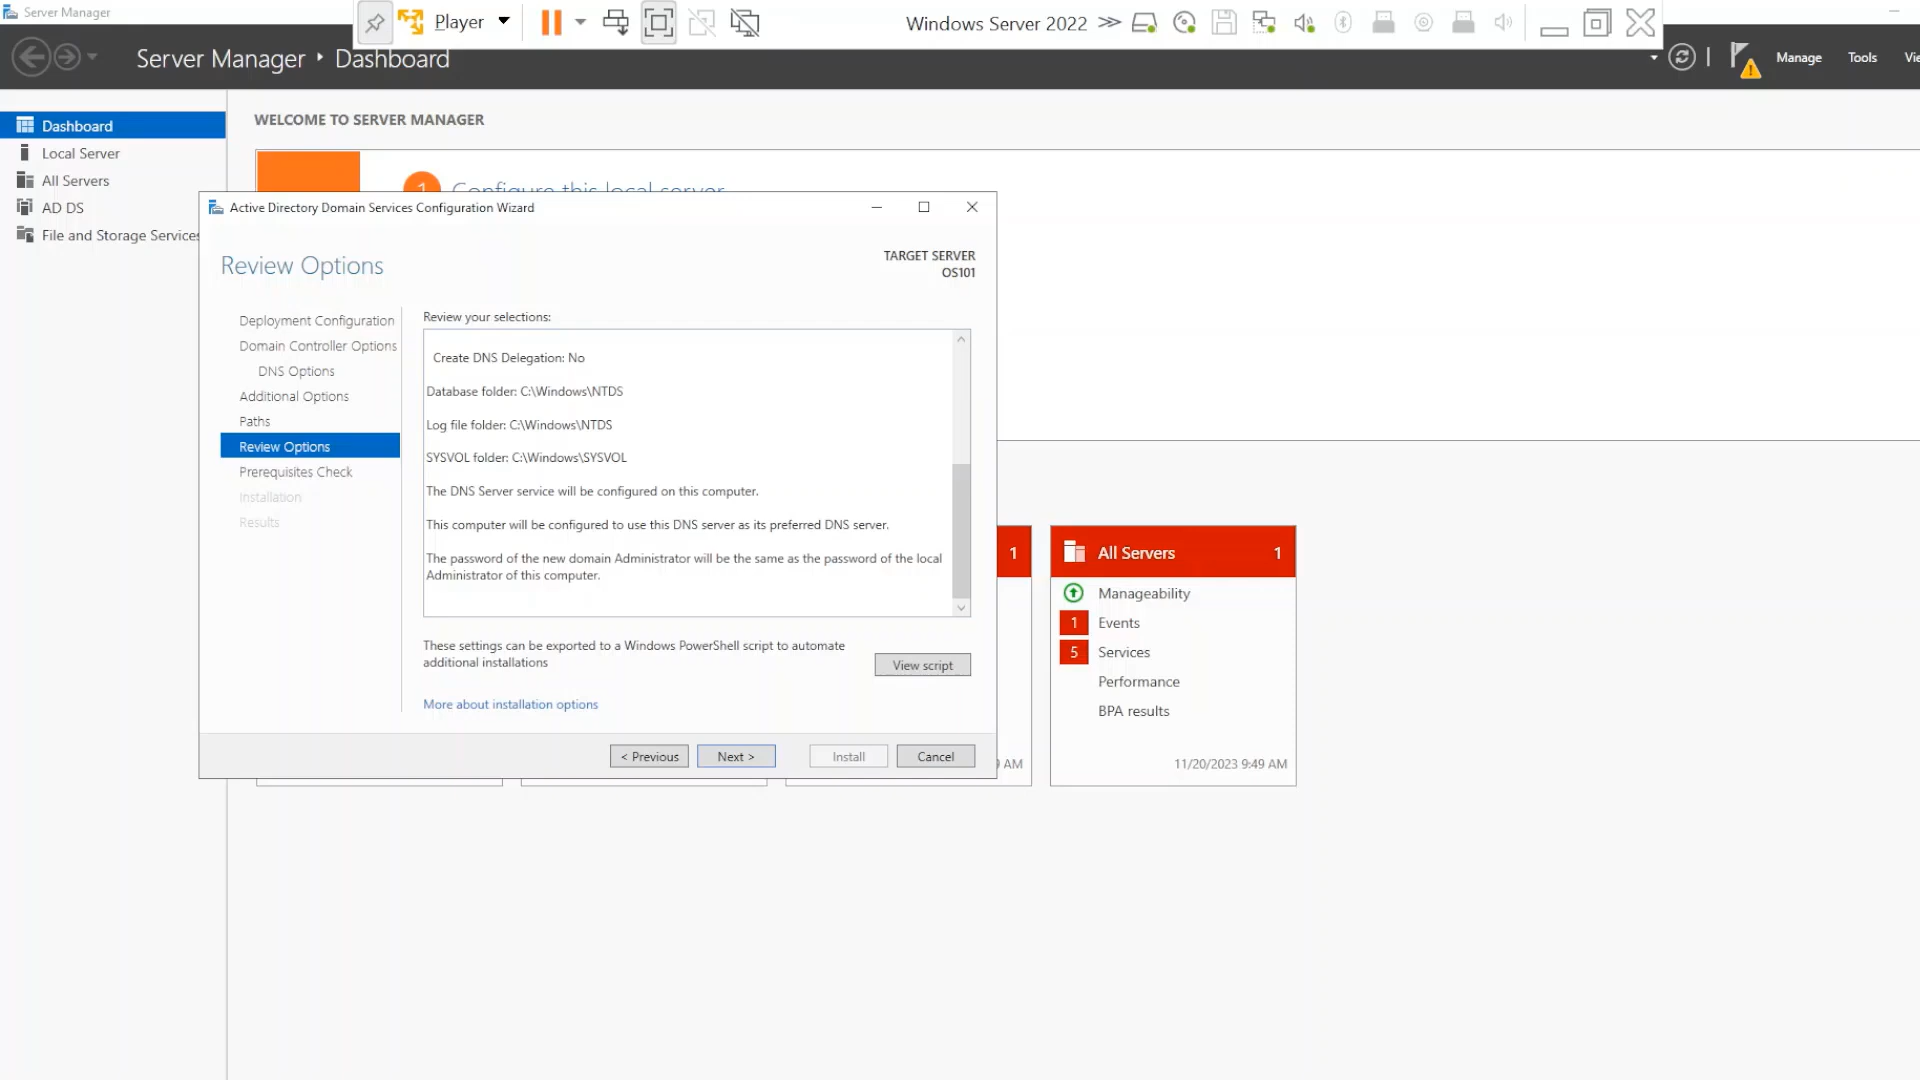 Server Manager
Player
Windows Server 2022
Server Manager
Dashboard
Manage
Tools
Dashboard
Local Server
All Servers
AD DS
File and Storage Services
WELCOME TO SERVER MANAGER
1
Configure this local server
Active Directory Domain Services Configuration Wizard
Review Options
TARGET SERVER
OS101
Deployment Configuration
Domain Controller Options
DNS Options
Additional Options
Paths
Review Options
Prerequisites Check
Installation
Results
Review your selections:
Create DNS Delegation: No
Database folder: C:\Windows\NTDS
Log file folder: C:\Windows\NTDS
SYSVOL folder: C:\Windows\SYSVOL
The DNS Server service will be configured on this computer.
This computer will be configured to use this DNS server as its preferred DNS server.
The password of the new domain Administrator will be the same as the password of the local
Administrator of this computer.
These settings can be exported to a Windows PowerShell script to automate
additional installations
View script
More about installation options
< Previous
Next >
Install
Cancel
1
AM
All Servers
1
Manageability
1
Events
5
Services
Performance
BPA results
11/20/2023 9:49 AM